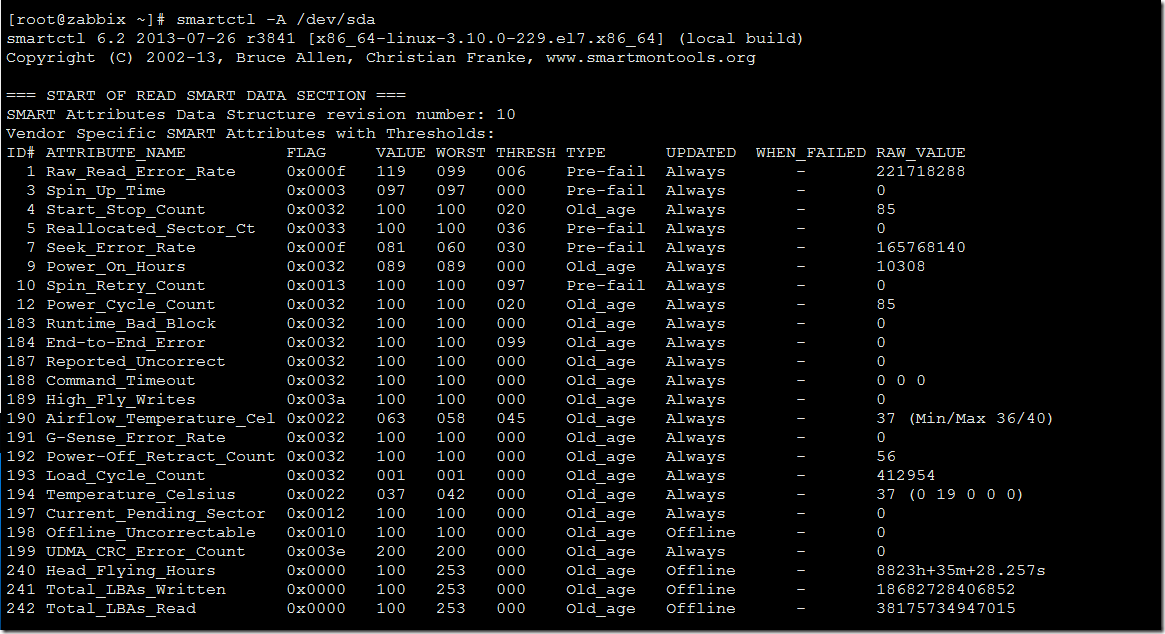 [root@zabbix ~]# smartctl -A /dev/sda
smartctl 6.2 2013-07-26 r3841 [x86_64-linux-3.10.0-229.el7.x86_64] (local build)
Copyright (C) 2002-13, Bruce Allen, Christian Franke, www.smartmontools.org

=== START OF READ SMART DATA SECTION ===
SMART Attributes Data Structure revision number: 10
Vendor Specific SMART Attributes with Thresholds:
ID# ATTRIBUTE_NAME          FLAG     VALUE WORST THRESH TYPE      UPDATED  WHEN_FAILED RAW_VALUE
  1 Raw_Read_Error_Rate     0x000f   119   099   006    Pre-fail  Always       -       221718288
  3 Spin_Up_Time            0x0003   097   097   000    Pre-fail  Always       -       0
  4 Start_Stop_Count        0x0032   100   100   020    Old_age   Always       -       85
  5 Reallocated_Sector_Ct   0x0033   100   100   036    Pre-fail  Always       -       0
  7 Seek_Error_Rate         0x000f   081   060   030    Pre-fail  Always       -       165768140
  9 Power_On_Hours          0x0032   089   089   000    Old_age   Always       -       10308
 10 Spin_Retry_Count        0x0013   100   100   097    Pre-fail  Always       -       0
 12 Power_Cycle_Count       0x0032   100   100   020    Old_age   Always       -       85
183 Runtime_Bad_Block       0x0032   100   100   000    Old_age   Always       -       0
184 End-to-End_Error        0x0032   100   100   099    Old_age   Always       -       0
187 Reported_Uncorrect      0x0032   100   100   000    Old_age   Always       -       0
188 Command_Timeout         0x0032   100   100   000    Old_age   Always       -       0 0 0
189 High_Fly_Writes         0x003a   100   100   000    Old_age   Always       -       0
190 Airflow_Temperature_Cel 0x0022   063   058   045    Old_age   Always       -       37 (Min/Max 36/40)
191 G-Sense_Error_Rate      0x0032   100   100   000    Old_age   Always       -       0
192 Power-Off_Retract_Count 0x0032   100   100   000    Old_age   Always       -       56
193 Load_Cycle_Count        0x0032   001   001   000    Old_age   Always       -       412954
194 Temperature_Celsius     0x0022   037   042   000    Old_age   Always       -       37 (0 19 0 0 0)
197 Current_Pending_Sector  0x0012   100   100   000    Old_age   Always       -       0
198 Offline_Uncorrectable   0x0010   100   100   000    Old_age   Offline      -       0
199 UDMA_CRC_Error_Count    0x003e   200   200   000    Old_age   Always       -       0
240 Head_Flying_Hours       0x0000   100   253   000    Old_age   Offline      -       8823h+35m+28.257s
241 Total_LBAs_Written      0x0000   100   253   000    Old_age   Offline      -       18682728406852
242 Total_LBAs_Read         0x0000   100   253   000    Old_age   Offline      -       38175734947015